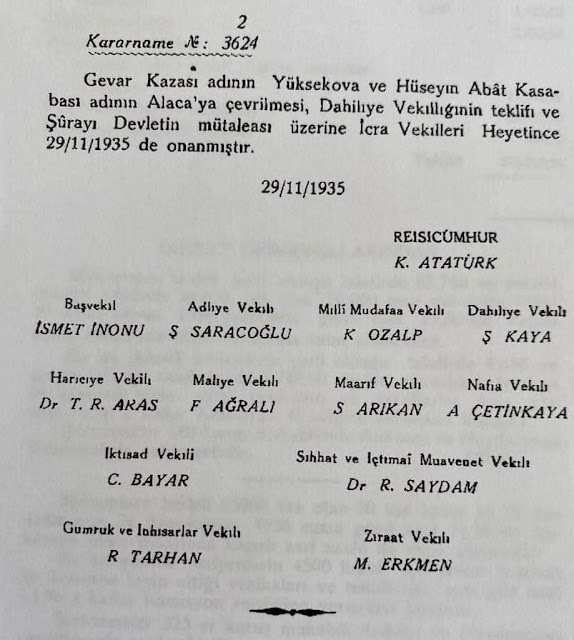 2
Kararname №: 3624
Gevar Kazası adının Yüksekova ve Hüseyin Abât Kasa-
bası adının Alaca'ya çevrilmesi, Dahiliye Vekilliğinin teklifi ve
Şûrayı Devletin mütaleası üzerine İcra Vekilleri Heyetince
29/11/1935 de onanmıştır.
29/11/1935
REISICÜMHUR
K. ATATÜRK
Başvekil Adliye Vekili Millî Mudafaa Vekili Dahiliye Vekili
İSMET İNONU Ş SARACOĞLU K OZALP Ş KAYA
Hariciye Vekili Maliye Vekili Maarif Vekili Nafıa Vekili
Dr T. R. ARAS F AĞRALI S ARIKAN A ÇETİNKAYA
Iktisad Vekili Sıhhat ve Içtimaî Muavenet Vekili
C. BAYAR Dr R. SAYDAM
Gumruk ve Inhisarlar Vekili Ziraat Vekili
R TARHAN M. ERKMEN